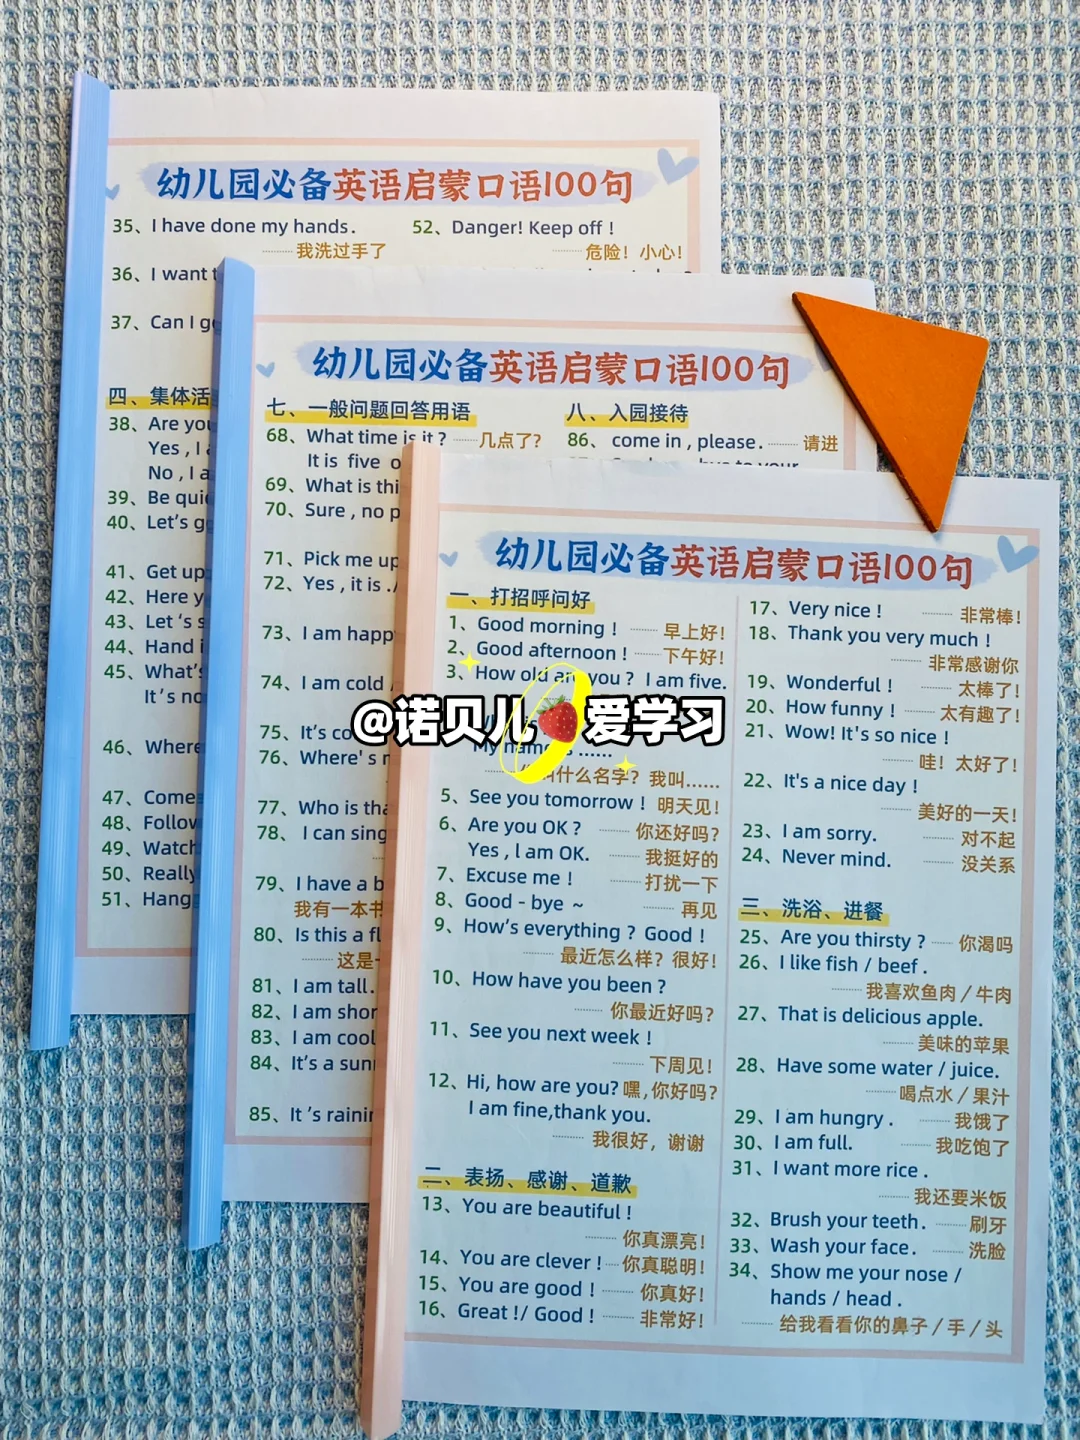 幼儿园必备英语启蒙口语100句
35、I have done my hands.
我洗过手了
36、I want
37、Can I
四、集体活
38、Are you
Yes , I
No , I
39、Be quie
40、Let's
41、Get up
42、Here
43、Let 's
44、Hand
45、What's
It's
46、Where
47、Come
48、Follow
49、Watch
50、Really
51、Hang
52、Danger! Keep off !
危险！小心！
幼儿园必备英语启蒙口语100句
七、一般问题回答用语
68、What time is it ? 几点了？
It is five
69、What is
70、Sure , no
71、Pick me up
72、Yes , it is .
73、I am happ
74、I am cold
75、It's
76、Where's
77、Who is
78、I can sing
79、I have a
我有一本书
80、Is this a
这是
81、I am tall.
82、I am shor
83、I am cool
84、It's a sun
85、It 's rainin
八、入园接待
86、come in , please. 请进
幼儿园必备英语启蒙口语100句
一、打招呼问好
1、Good morning ! 早上好！
2、Good afternoon ! 下午好！
3、How old are you ? I am five.
My name is ......
叫什么名字？我叫......
5、See you tomorrow ! 明天见！
6、Are you OK ? 你还好吗？
Yes , l am OK. 我挺好的
7、Excuse me ! 打扰一下
8、Good - bye ~ 再见
9、How's everything ? Good !
最近怎么样？很好！
10、How have you been ?
你最近好吗？
11、See you next week !
下周见！
12、Hi, how are you? 嘿,你好吗？
I am fine,thank you.
我很好，谢谢
二、表扬、感谢、道歉
13、You are beautiful !
你真漂亮！
14、You are clever ! 你真聪明！
15、You are good ! 你真好！
16、Great !/ Good ! 非常好！
17、Very nice ! 非常棒！
18、Thank you very much !
非常感谢你
19、Wonderful ! 太棒了！
20、How funny ! 太有趣了！
21、Wow! It's so nice !
哇！太好了！
22、It's a nice day !
美好的一天！
23、I am sorry. 对不起
24、Never mind. 没关系
三、洗浴、进餐
25、Are you thirsty ? 你渴吗
26、I like fish / beef .
我喜欢鱼肉 / 牛肉
27、That is delicious apple.
美味的苹果
28、Have some water / juice.
喝点水 / 果汁
29、I am hungry . 我饿了
30、I am full. 我吃饱了
31、I want more rice .
我还要米饭
32、Brush your teeth. 刷牙
33、Wash your face. 洗脸
34、Show me your nose /
hands / head .
给我看看你的鼻子 / 手 / 头
@诺贝儿🍓爱学习